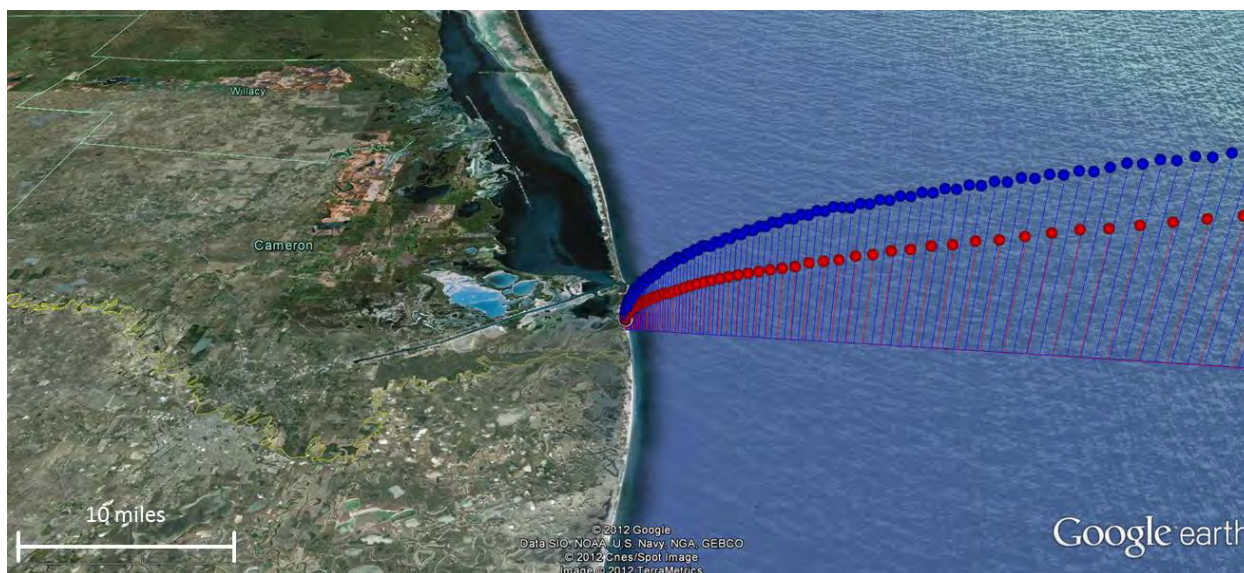 Willacy
Cameron
10 miles
© 2012 Google
Data SIO, NOAA, U.S. Navy, NGA, GEBCO
© 2012 Cnes/Spot Image
Image © 2012 TerraMetrics
Google earth